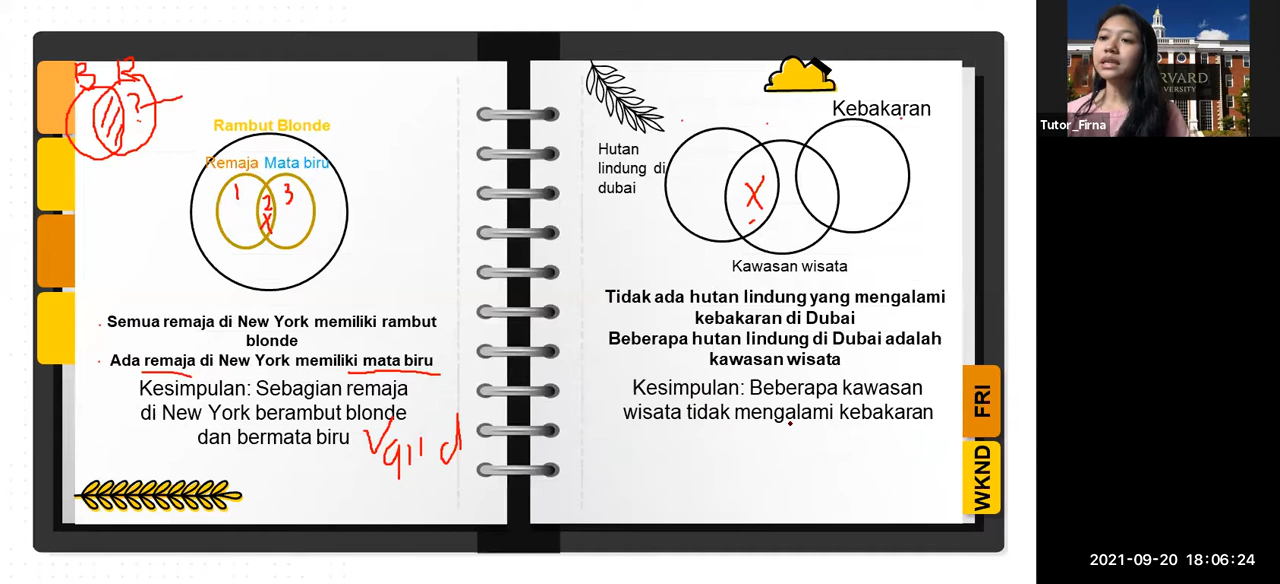 B R
?
Rambut Blonde
Remaja Mata biru
1 2 3
X
Semua remaja di New York memiliki rambut
blonde
Ada remaja di New York memiliki mata biru
Kesimpulan: Sebagian remaja
di New York berambut blonde
dan bermata biru
Valid
Kebakaran
Hutan
lindung di
dubai
X
Kawasan wisata
Tidak ada hutan lindung yang mengalami
kebakaran di Dubai
Beberapa hutan lindung di Dubai adalah
kawasan wisata
Kesimpulan: Beberapa kawasan
wisata tidak mengalami kebakaran
FRI
WKND
Tutor_Firna
2021-09-20 18:06:24